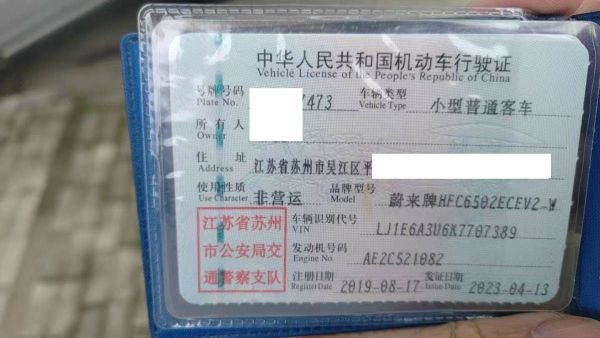 中华人民共和国机动车行驶证
Vehicle License of the People's Republic of China
号牌号码 7473 车辆类型 小型普通客车
Plate No. Vehicle Type
所有人
Owner
住址 江苏省苏州市吴江区平
Address
使用性质 非营运 品牌型号 蔚来牌HFC6502ECEV2-W
Use Character Model
江苏省苏州 车辆识别代号 LJ1E6A3U6K7707389
VIN
市公安局交 发动机号码 AE2C521082
Engine No.
通警察支队 注册日期 2019-08-17 发证日期 2023-04-13
Register Date Issue Date